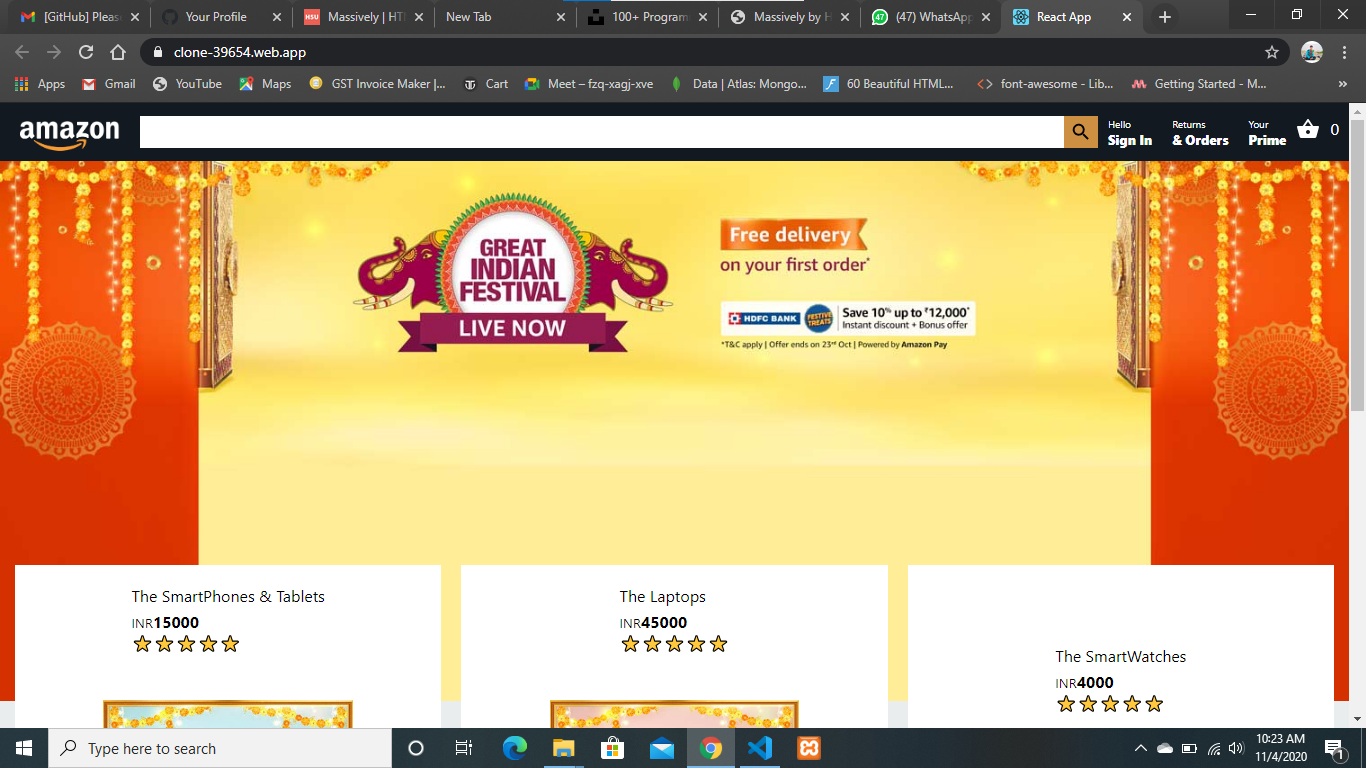 [GitHub] Pleas
Your Profile
HSU
Massively | HT
New Tab
100+ Program
Massively by H
47
(47) WhatsApp
React App
clone-39654.web.app
Apps
Gmail
YouTube
Maps
GST Invoice Maker |...
Cart
Meet – fzq-xagj-xve
Data | Atlas: Mongo...
60 Beautiful HTML...
font-awesome - Lib...
Getting Started - M...
amazon
Hello
Sign In
Returns
& Orders
Your
Prime
0
GREAT
INDIAN
FESTIVAL
LIVE NOW
Free delivery
on your first order*
HDFC BANK
FESTIVE
TREATS
Save 10% up to ₹12,000*
Instant discount + Bonus offer
*T&C apply | Offer ends on 23rd Oct | Powered by Amazon Pay
The SmartPhones & Tablets
INR15000
The Laptops
INR45000
The SmartWatches
INR4000
Type here to search
10:23 AM
11/4/2020
1